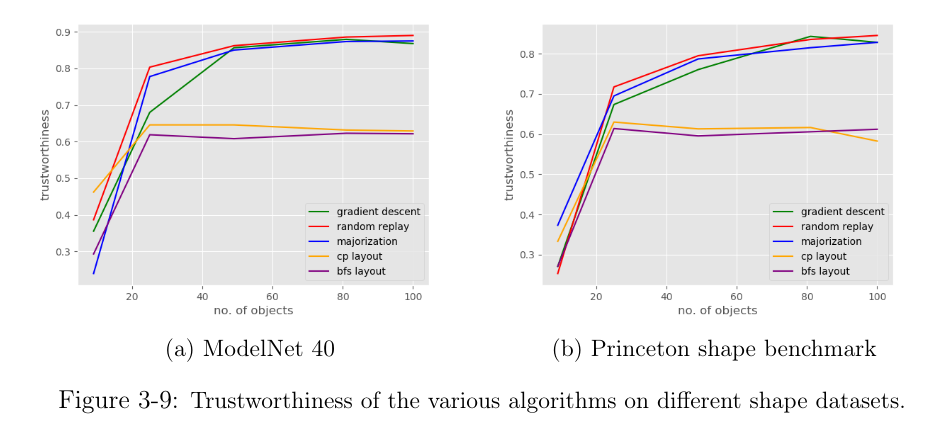 0.9
0.8
0.7
0.6
0.5
0.4
0.3
trustworthiness
20 40 60 80 100
no. of objects
gradient descent
random replay
majorization
cp layout
bfs layout
(a) ModelNet 40
0.8
0.7
0.6
0.5
0.4
0.3
trustworthiness
20 40 60 80 100
no. of objects
gradient descent
random replay
majorization
cp layout
bfs layout
(b) Princeton shape benchmark
Figure 3-9: Trustworthiness of the various algorithms on different shape datasets.